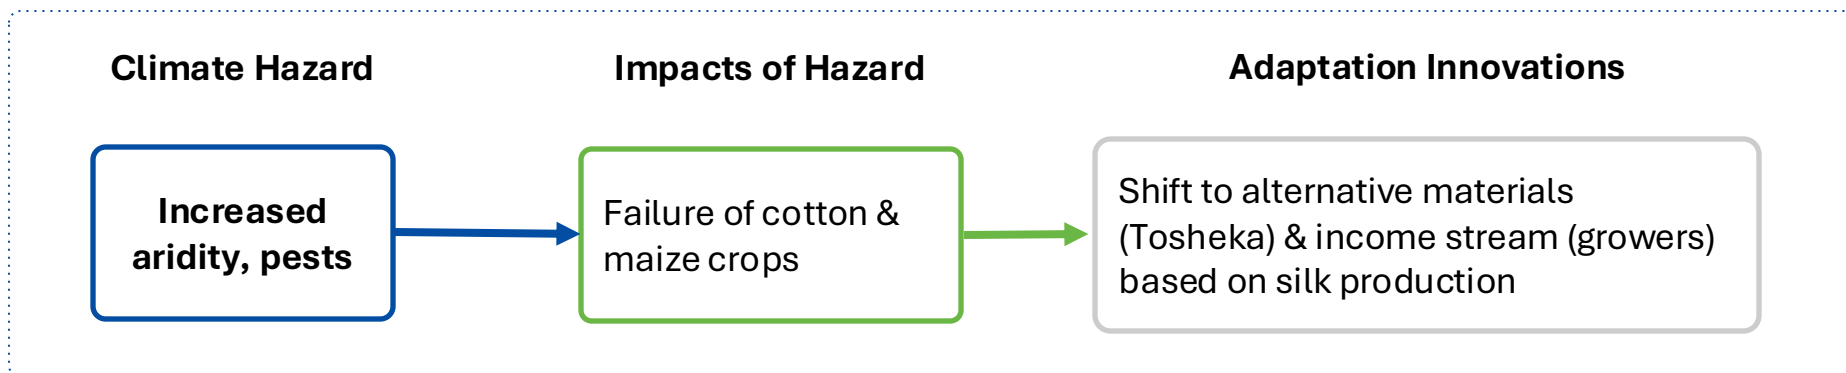 Climate Hazard
Impacts of Hazard
Adaptation Innovations
Increased
aridity, pests
Failure of cotton &
maize crops
Shift to alternative materials
(Tosheka) & income stream (growers)
based on silk production